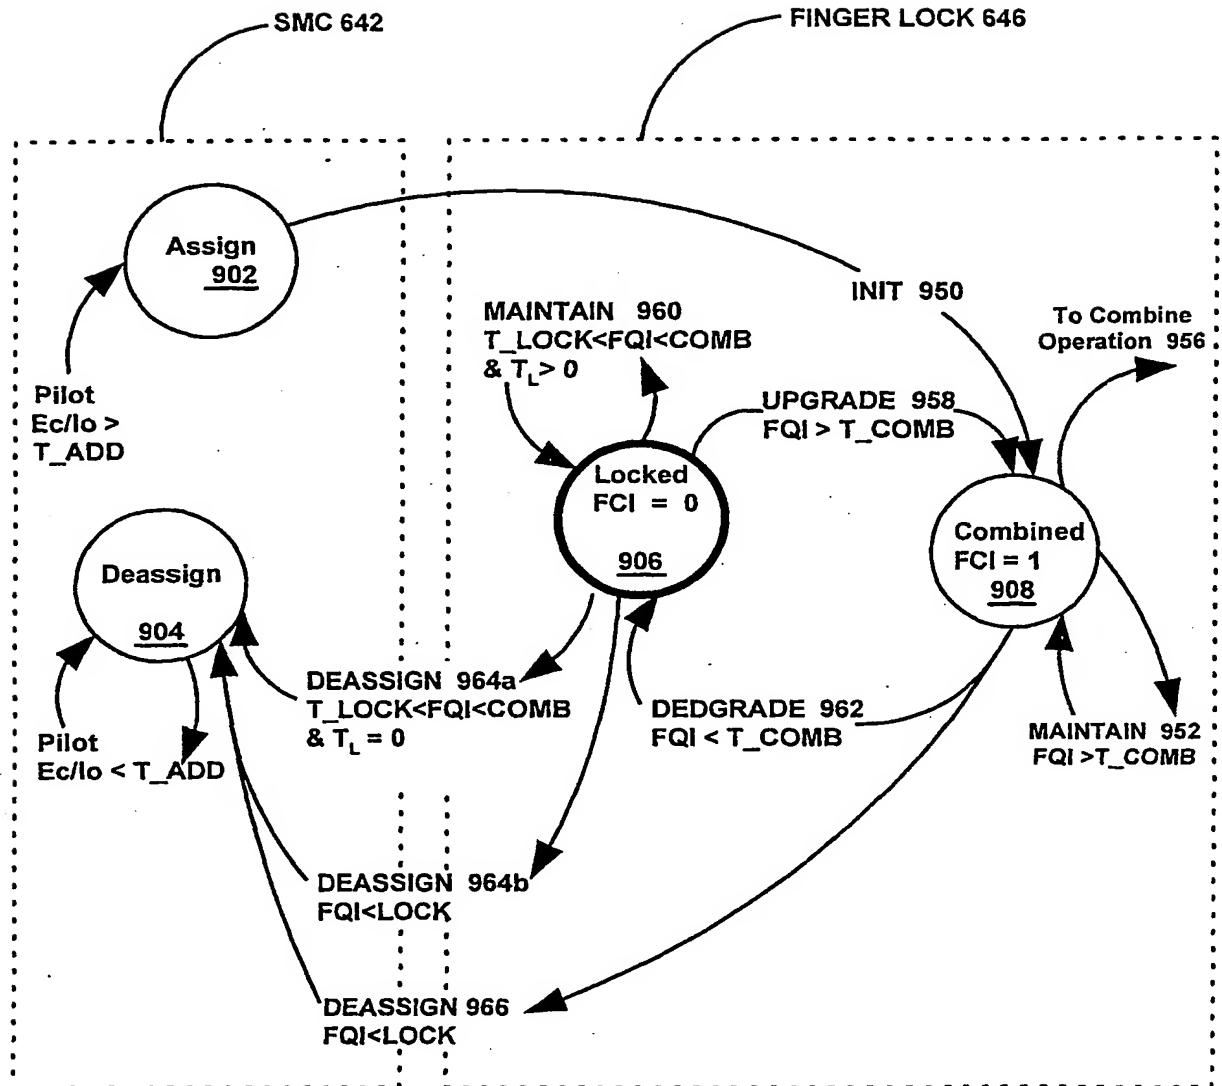 SMC 642
FINGER LOCK 646
Assign
902
Pilot
Ec/Io >
T_ADD
INIT 950
MAINTAIN 960
T_LOCK<FQI<COMB
& TL> 0
To Combine
Operation 956
UPGRADE 958
FQI > T_COMB
Locked
FCI = 0
906
Combined
FCI = 1
908
Deassign
904
Pilot
Ec/Io < T_ADD
DEASSIGN 964a
T_LOCK<FQI<COMB
& TL = 0
DEDGRADE 962
FQI < T_COMB
MAINTAIN 952
FQI >T_COMB
DEASSIGN 964b
FQI<LOCK
DEASSIGN 966
FQI<LOCK